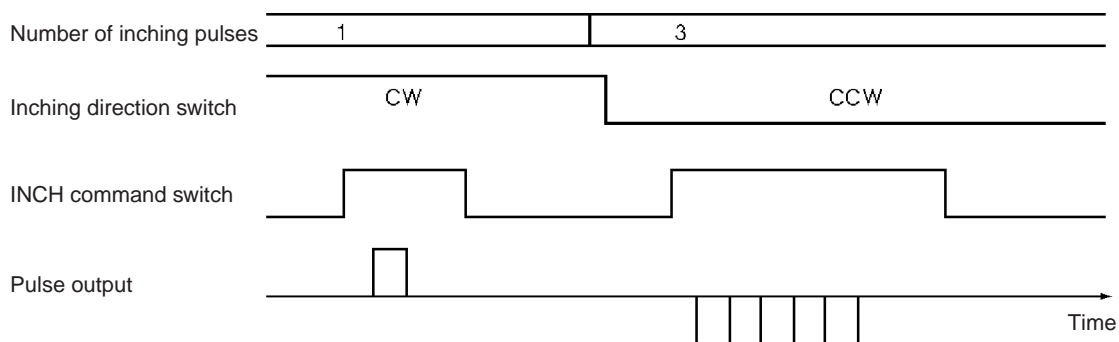 Number of inching pulses 1 3
Inching direction switch CW CCW
INCH command switch
Pulse output
Time